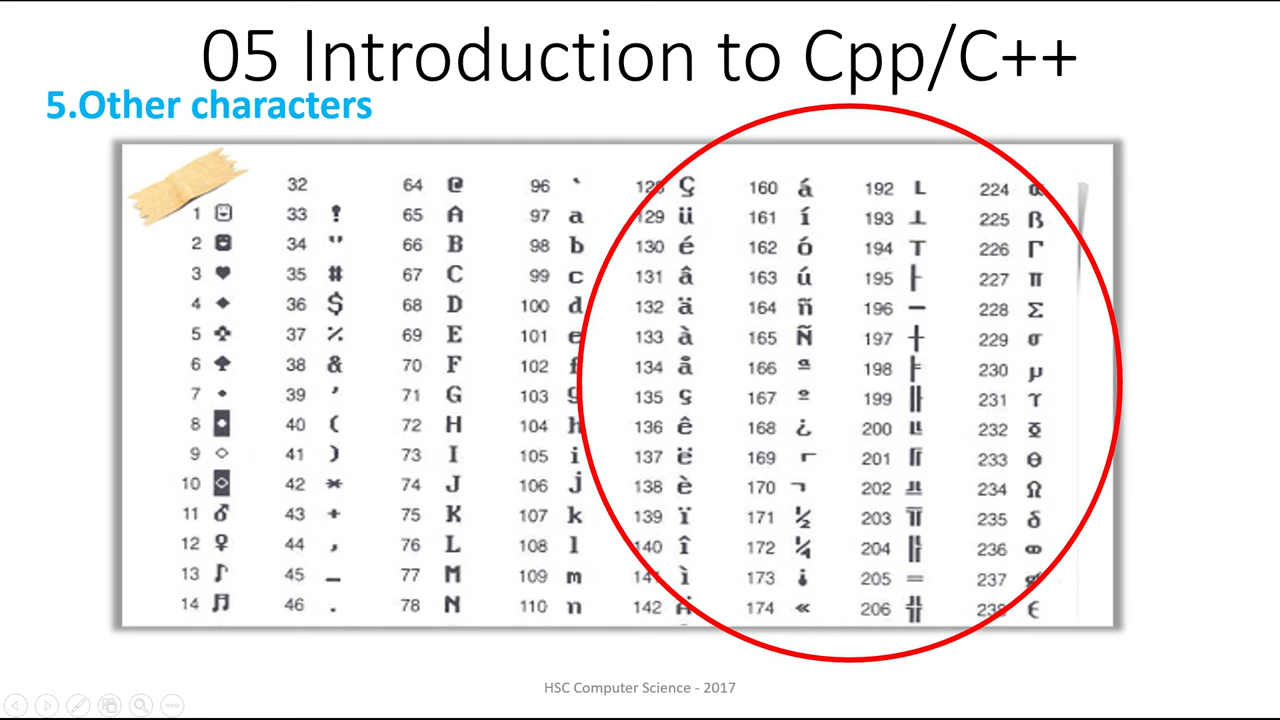 05 Introduction to Cpp/C++
5.Other characters
32 64 @ 96 ` 128 Ç 160 á 192 └ 224 α
1 ☺ 33 ! 65 A 97 a 129 ü 161 í 193 ┴ 225 ß
2 ☻ 34 " 66 B 98 b 130 é 162 ó 194 ┬ 226 Γ
3 ♥ 35 # 67 C 99 c 131 â 163 ú 195 ├ 227 π
4 ♦ 36 $ 68 D 100 d 132 ä 164 ñ 196 ─ 228 Σ
5 ♣ 37 % 69 E 101 e 133 à 165 Ñ 197 ┼ 229 σ
6 ♠ 38 & 70 F 102 f 134 å 166 ª 198 ╞ 230 µ
7 • 39 ' 71 G 103 g 135 ç 167 º 199 ╟ 231 ϒ
8 ◘ 40 ( 72 H 104 h 136 ê 168 ¿ 200 ╚ 232 Φ
9 ○ 41 ) 73 I 105 i 137 ë 169 ⌐ 201 ╔ 233 Θ
10 ◙ 42 * 74 J 106 j 138 è 170 ¬ 202 ╩ 234 Ω
11 ♂ 43 + 75 K 107 k 139 ï 171 ½ 203 ╦ 235 δ
12 ♀ 44 , 76 L 108 l 140 î 172 ¼ 204 ╠ 236 ∞
13 ♪ 45 - 77 M 109 m 141 ì 173 ¡ 205 ═ 237 ø
14 ♫ 46 . 78 N 110 n 142 Ä 174 « 206 ╬ 238 ∈
HSC Computer Science - 2017